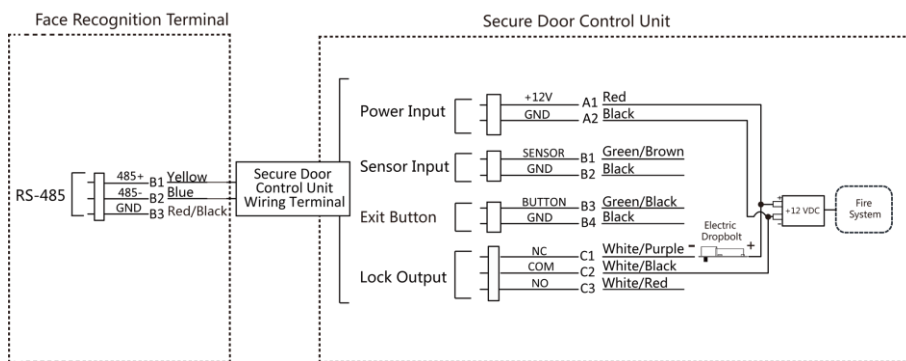 Face Recognition Terminal
Secure Door Control Unit
RS-485
485+ B1 Yellow
485- B2 Blue
GND B3 Red/Black
Secure Door
Control Unit
Wiring Terminal
Power Input
+12V A1 Red
GND A2 Black
Sensor Input
SENSOR B1 Green/Brown
GND B2 Black
Exit Button
BUTTON B3 Green/Black
GND B4 Black
Lock Output
NC C1 White/Purple
COM C2 White/Black
NO C3 White/Red
Electric
Dropbolt
- +
+
+12 VDC
-
Fire
System